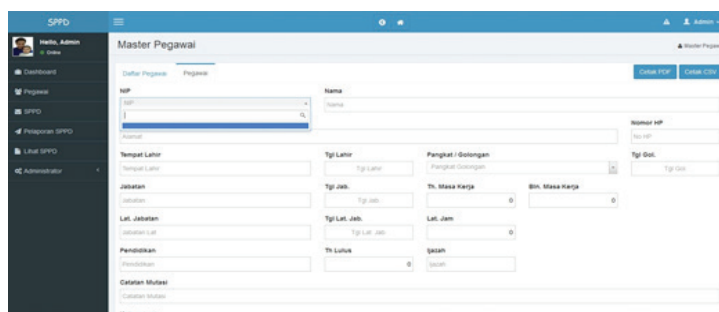 SPPD
Admin
Hello, Admin
Online
Master Pegawai
Master Pegawai
Dashboard
Pegawai
SPPD
Pelaporan SPPD
Lihat SPPD
Administrator
Daftar Pegawai
Pegawai
Cetak PDF
Cetak CSV
NIP
Nama
NIP
Nama
Nomor HP
Alamat
No HP
Tempat Lahir
Tgl Lahir
Pangkat / Golongan
Tgl Gol.
Tempat Lahir
Tgl Lahir
Pangkat Golongan
Tgl Gol
Jabatan
Tgl Jab.
Th. Masa Kerja
Bln. Masa Kerja
Jabatan
Tgl Jab
0
0
Lat. Jabatan
Tgl Lat. Jab.
Lat. Jam
Jabatan Lat
Tgl Lat. Jab
0
Pendidikan
Th Lulus
Ijazah
Pendidikan
0
Ijazah
Catatan Mutasi
Catatan Mutasi